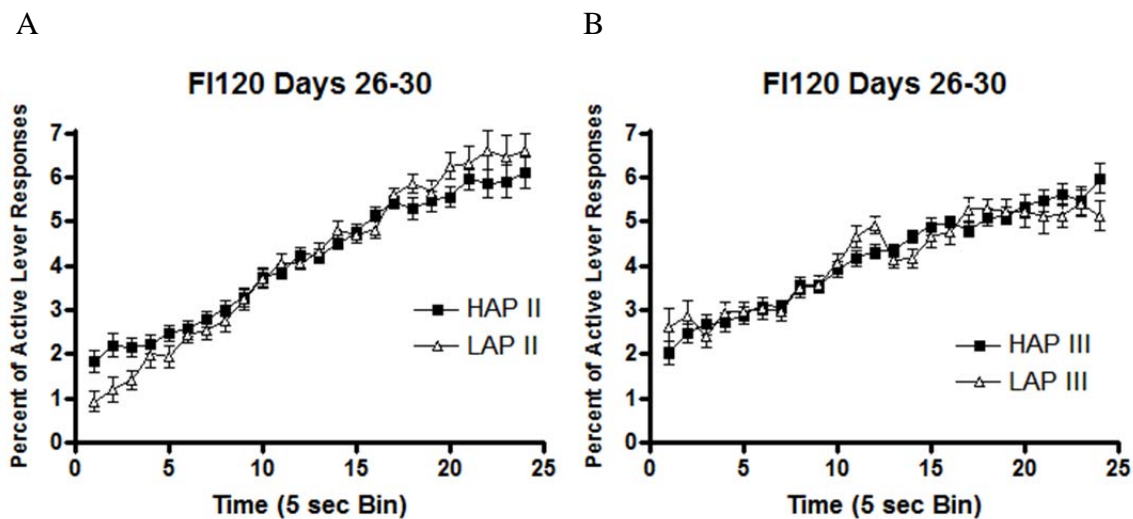 A
FI120 Days 26-30
Percent of Active Lever Responses
7
6
5
4
3
2
1
0
HAP II
LAP II
0 5 10 15 20 25
Time (5 sec Bin)
B
FI120 Days 26-30
Percent of Active Lever Responses
7
6
5
4
3
2
1
0
HAP III
LAP III
0 5 10 15 20 25
Time (5 sec Bin)